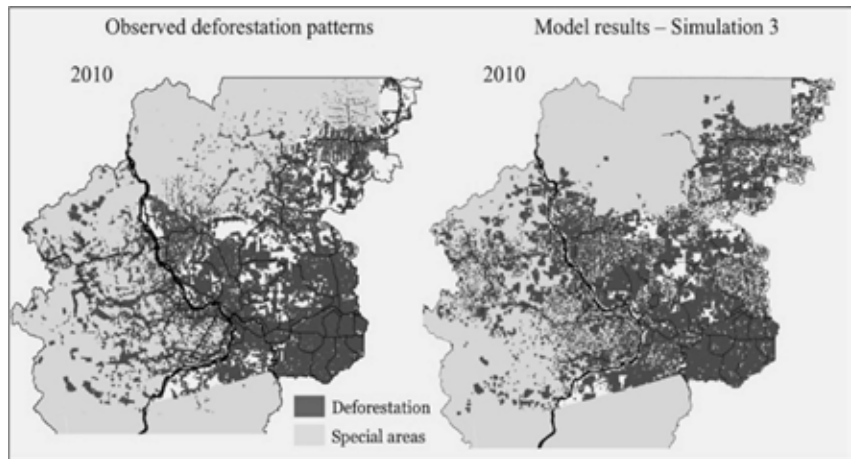 Observed deforestation patterns
2010
Deforestation
Special areas
Model results – Simulation 3
2010